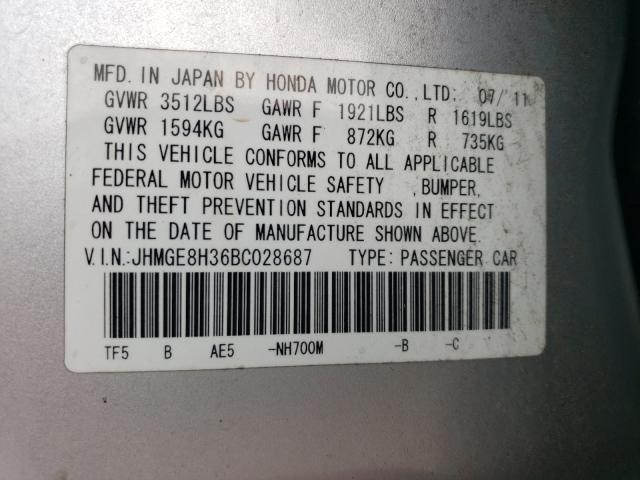 MFD. IN JAPAN BY HONDA MOTOR CO., LTD. 07/'11
GVWR 3512LBS GAWR F 1921LBS R 1619LBS
GVWR 1594KG GAWR F 872KG R 735KG
THIS VEHICLE CONFORMS TO ALL APPLICABLE
FEDERAL MOTOR VEHICLE SAFETY ,BUMPER,
AND THEFT PREVENTION STANDARDS IN EFFECT
ON THE DATE OF MANUFACTURE SHOWN ABOVE.
V.I.N.:JHMGE8H36BC028687 TYPE: PASSENGER CAR
TF5 B AE5 -NH700M -B -C